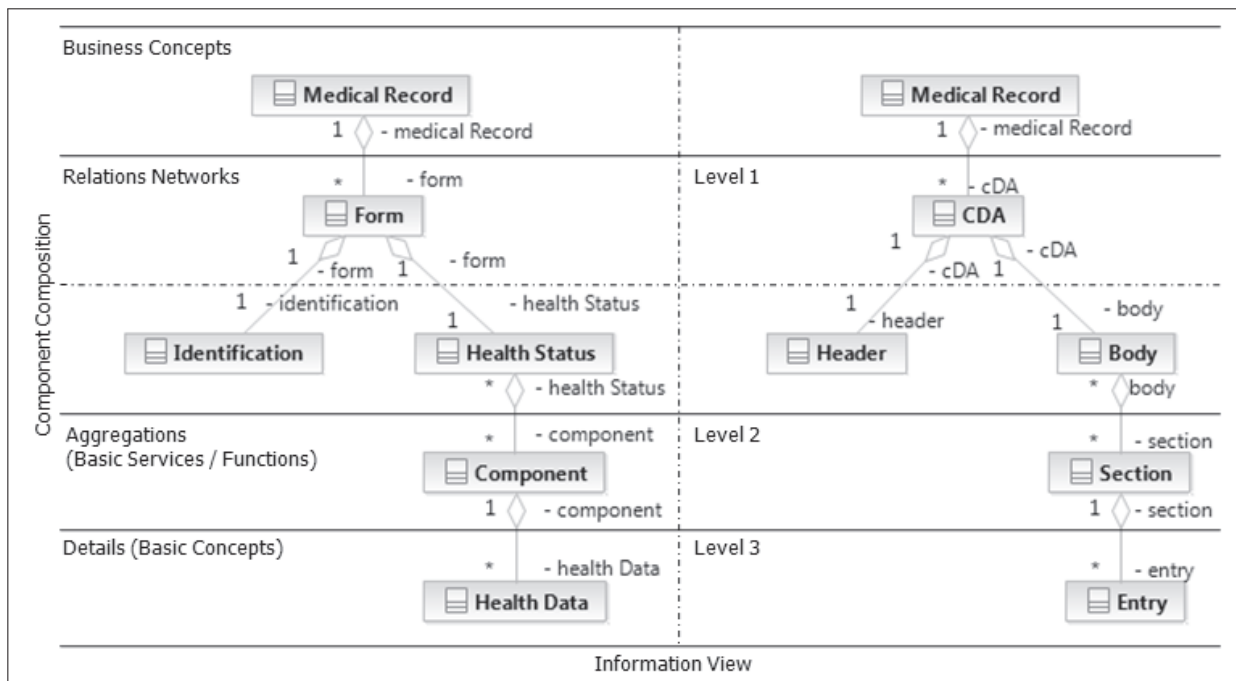 Component Composition
Business Concepts
Medical Record
Medical Record
1
- medical Record
1
- medical Record
Relations Networks
Level 1
*
- form
*
- cDA
Form
CDA
1
- form
1
- form
1
- cDA
1
- cDA
1
- identification
- health Status
1
1
- header
1
- body
Identification
Health Status
Header
Body
*
- health Status
*
body
Aggregations
(Basic Services / Functions)
Level 2
*
- component
*
- section
Component
Section
1
- component
1
- section
Details (Basic Concepts)
Level 3
*
- health Data
*
- entry
Health Data
Entry
Information View